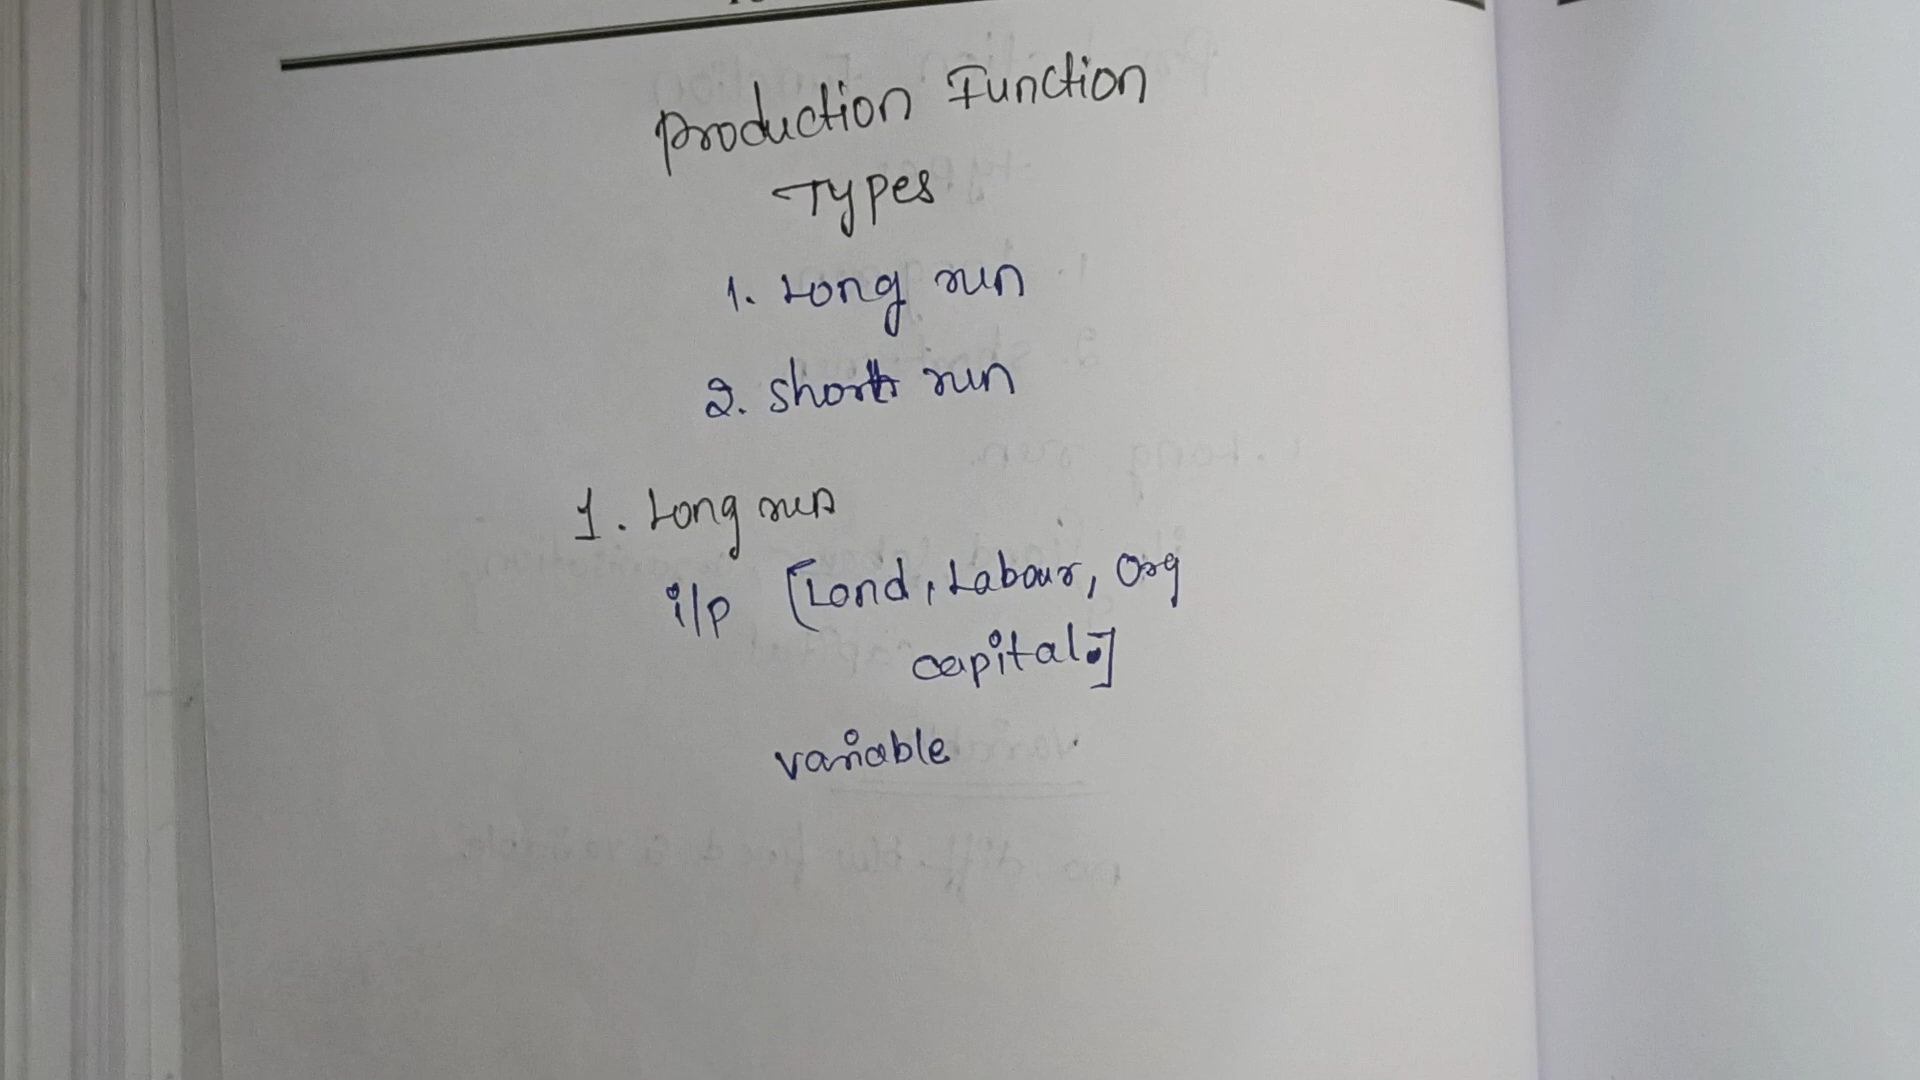 Production Function
Types
1. Long run
2. short run
1. Long run
i/p [Land, Labour, Org
capital.]
variable